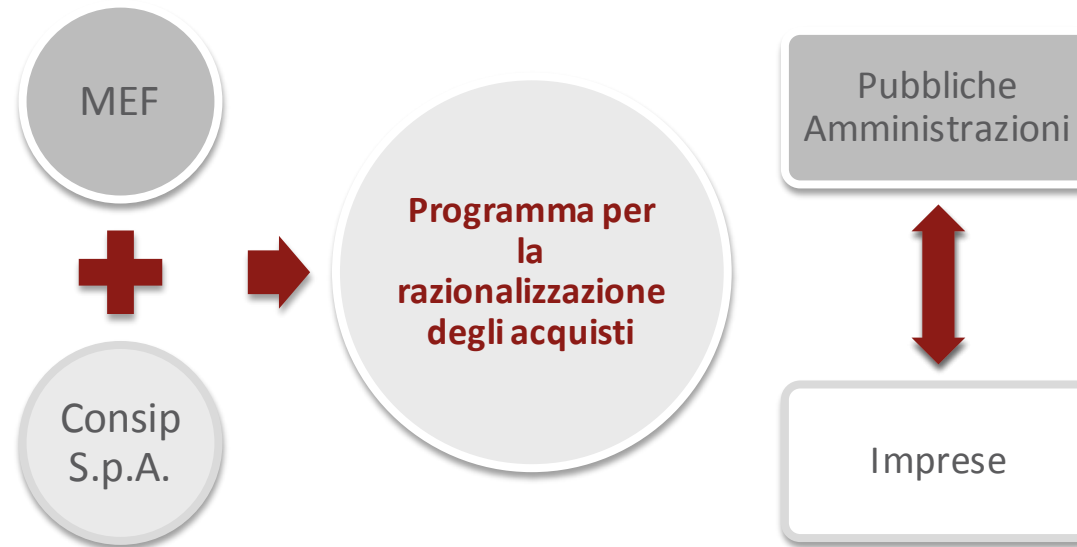 MEF
Consip
S.p.A.
Programma per
la
razionalizzazione
degli acquisti
Pubbliche
Amministrazioni
Imprese